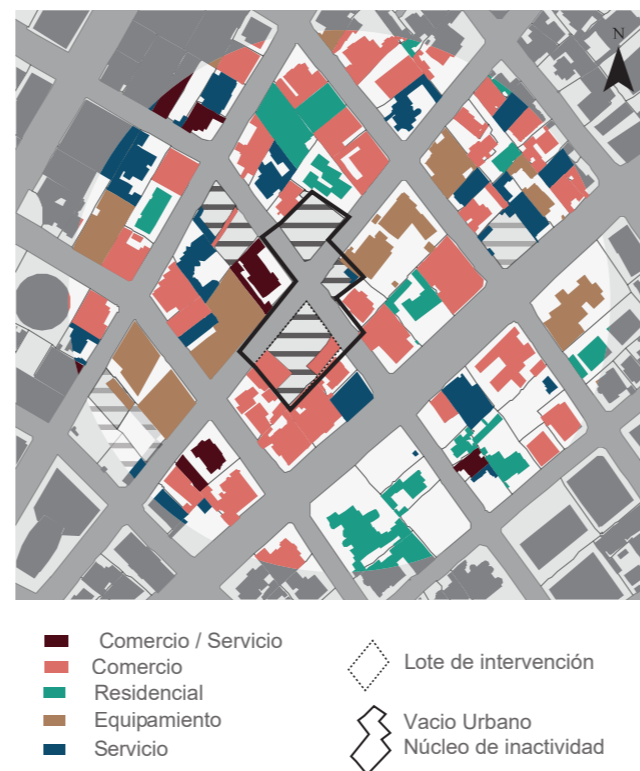 N
Comercio / Servicio
Comercio
Residencial
Equipamiento
Servicio
Lote de intervención
Vacio Urbano
Núcleo de inactividad